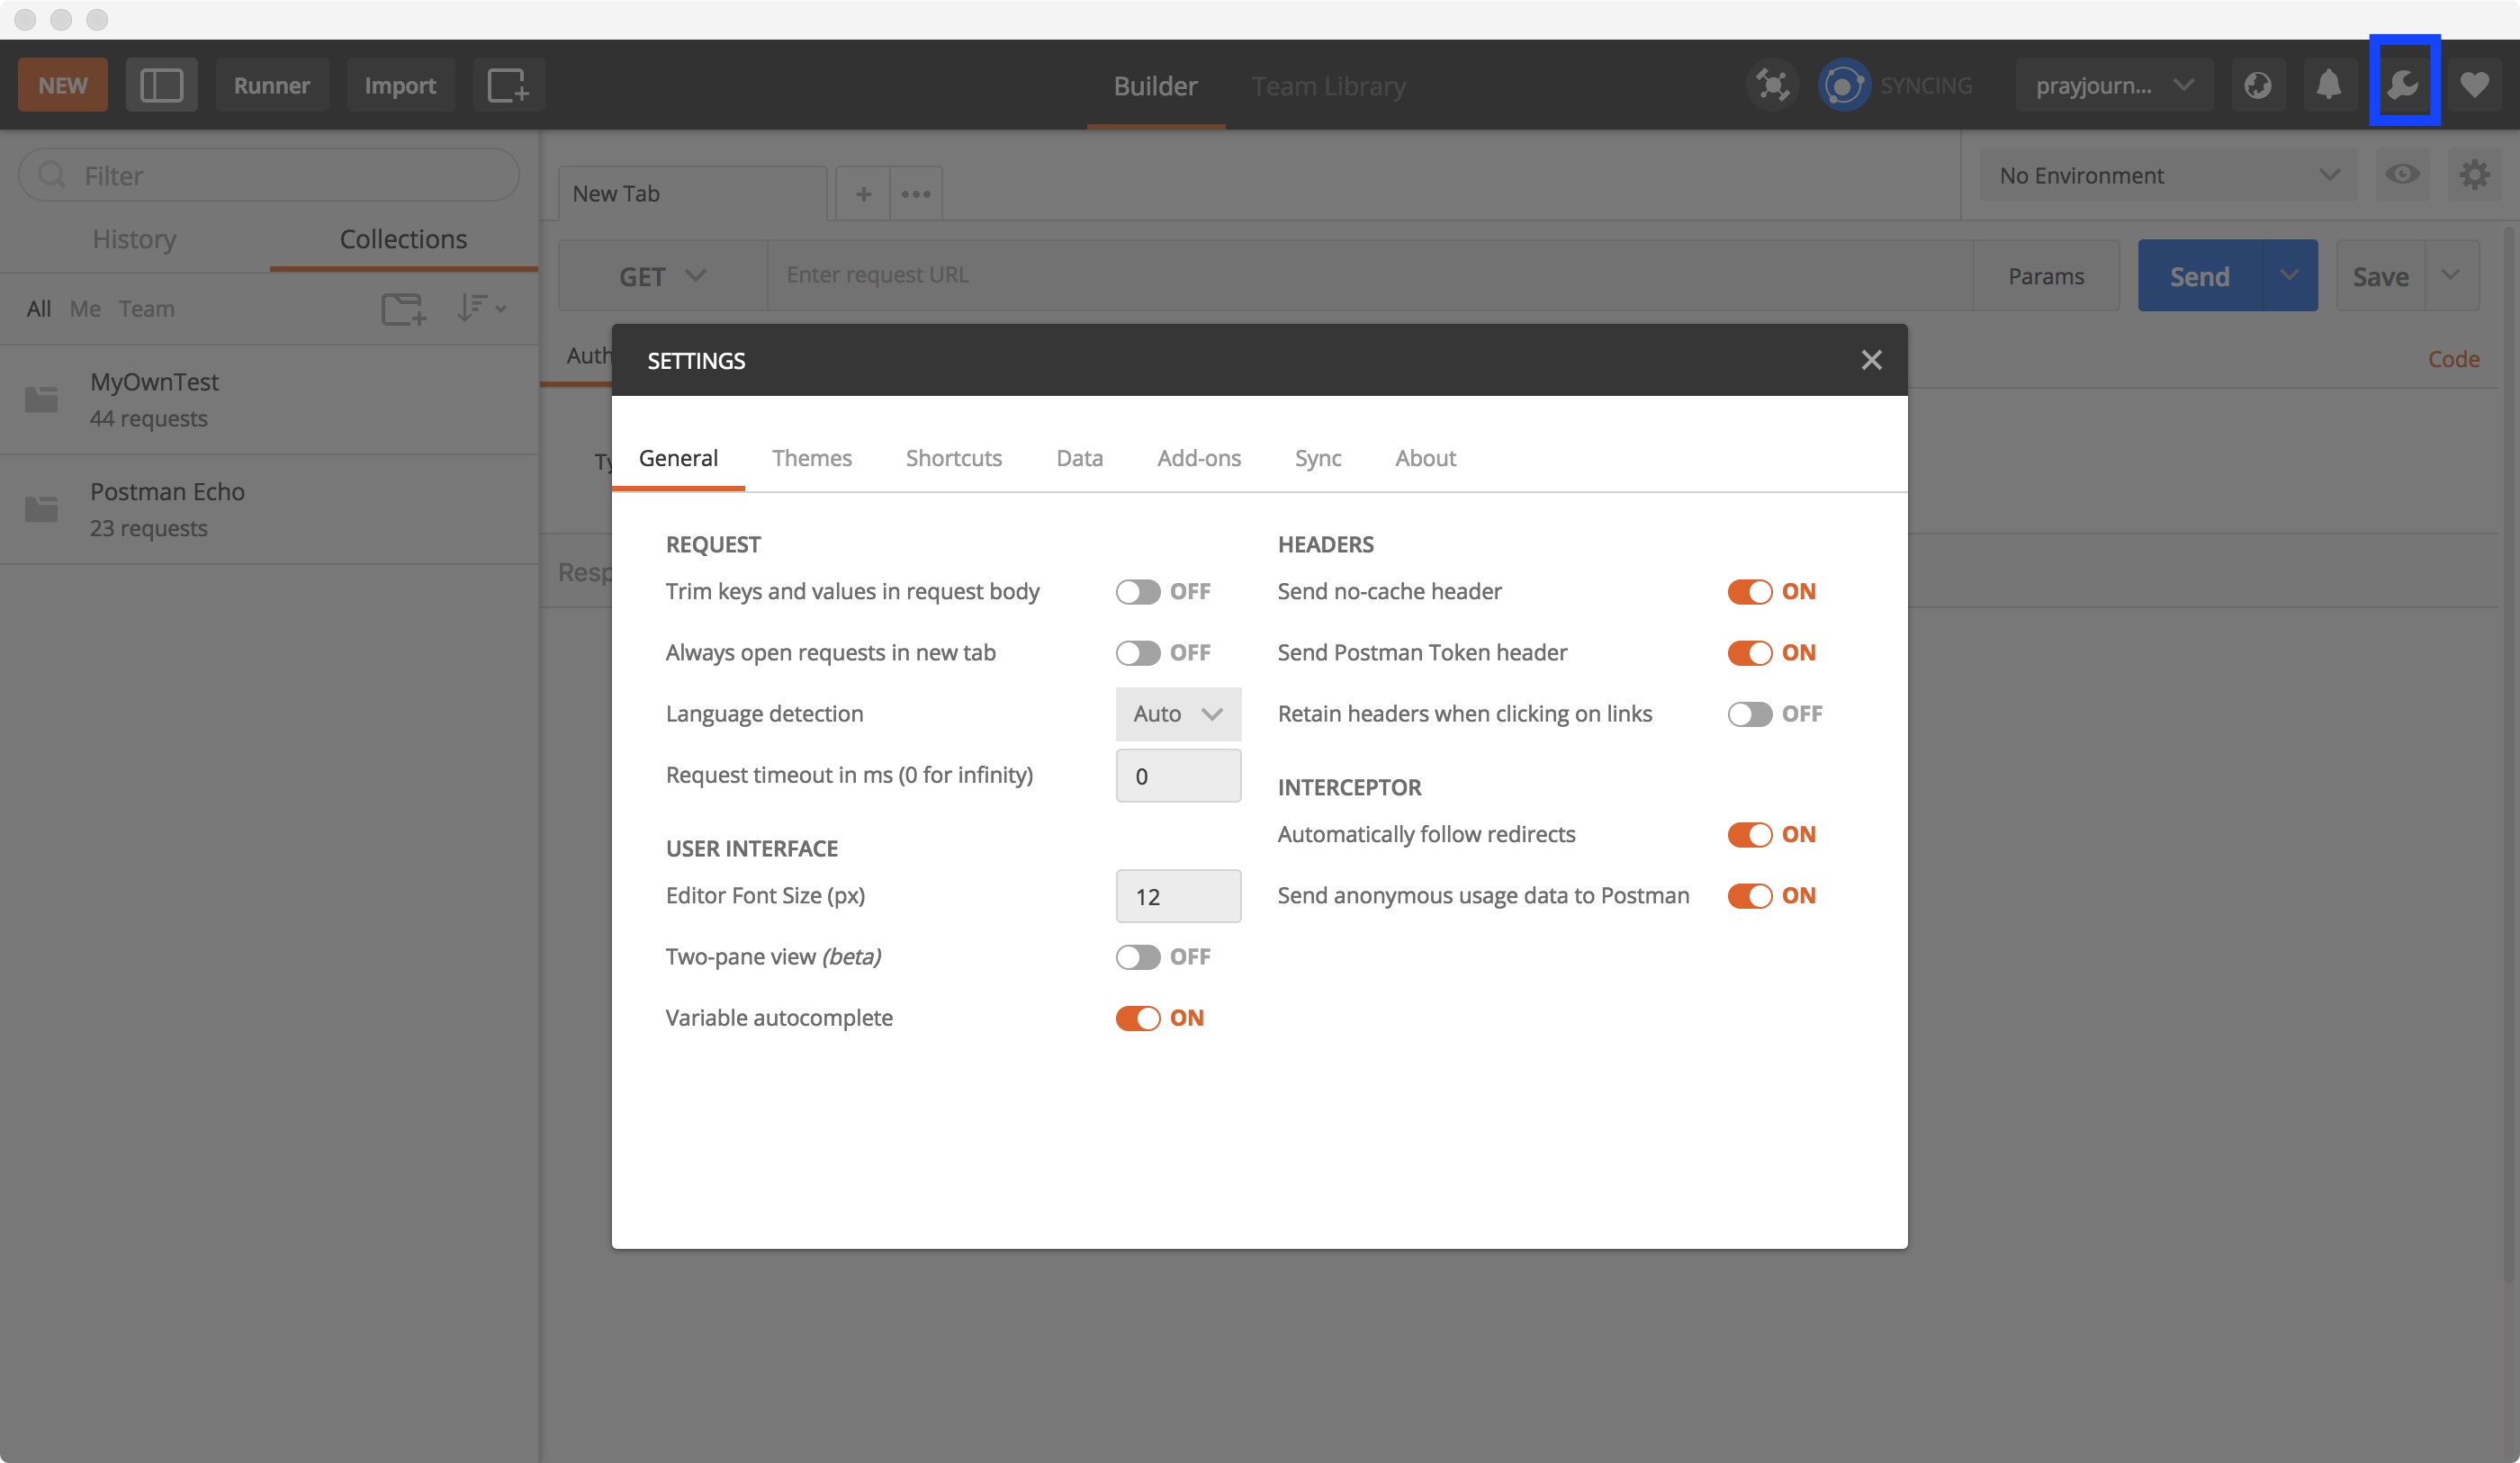 NEW Runner Import Builder Team Library SYNCING prayjourn...
Filter
New Tab
No Environment
History Collections
GET Enter request URL Params Send Save
All Me Team
Auth
SETTINGS
Code
MyOwnTest
44 requests
Ty
General Themes Shortcuts Data Add-ons Sync About
Postman Echo
23 requests
Resp
REQUEST
Trim keys and values in request body OFF
Always open requests in new tab OFF
Language detection Auto
Request timeout in ms (0 for infinity) 0
USER INTERFACE
Editor Font Size (px) 12
Two-pane view (beta) OFF
Variable autocomplete ON
HEADERS
Send no-cache header ON
Send Postman Token header ON
Retain headers when clicking on links OFF
INTERCEPTOR
Automatically follow redirects ON
Send anonymous usage data to Postman ON